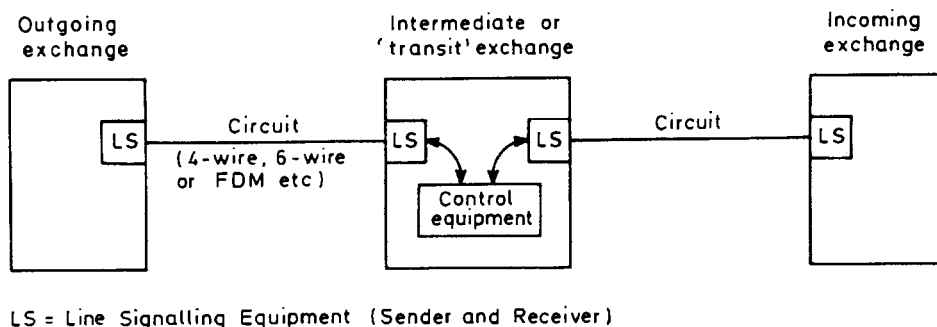 Outgoing
exchange
Intermediate or
'transit' exchange
Incoming
exchange
LS
Circuit
(4-wire, 6-wire
or FDM etc)
LS
LS
Control
equipment
Circuit
LS
LS = Line Signalling Equipment (Sender and Receiver)